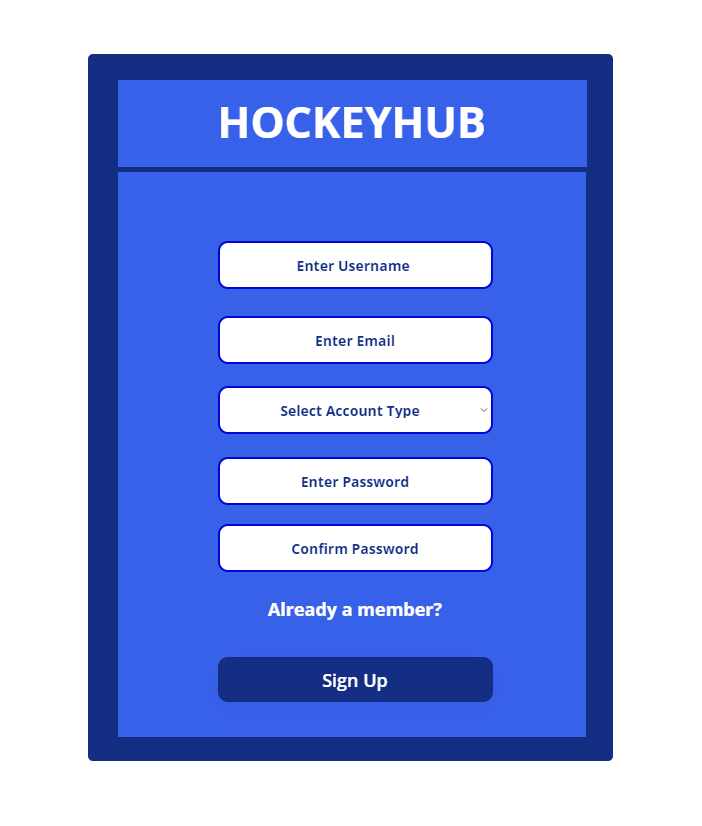 HOCKEYHUB
Enter Username
Enter Email
Select Account Type
Enter Password
Confirm Password
Already a member?
Sign Up